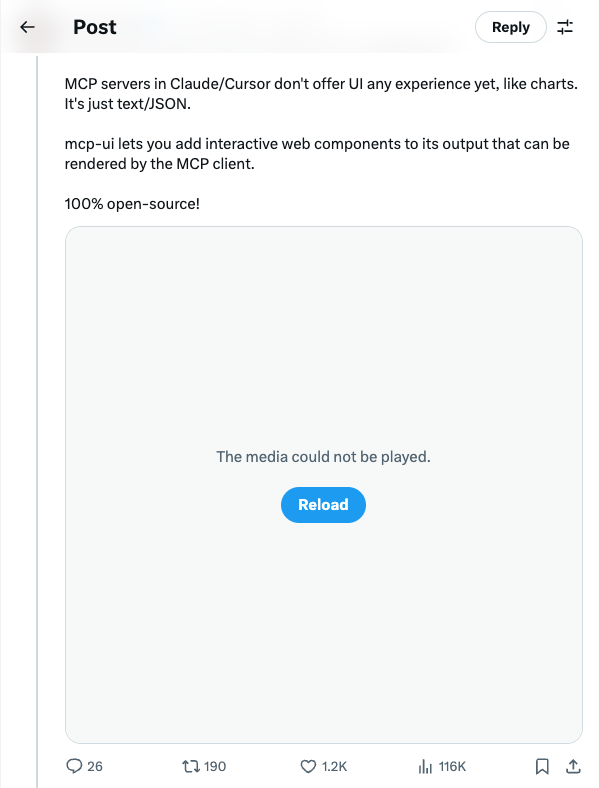 Post
Reply
MCP servers in Claude/Cursor don't offer UI any experience yet, like charts.
It's just text/JSON.
mcp-ui lets you add interactive web components to its output that can be
rendered by the MCP client.
100% open-source!
The media could not be played.
Reload
26
190
1.2K
116K